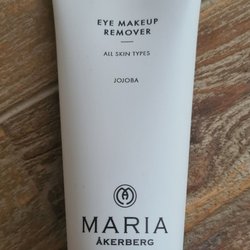 EYE MAKEUP
REMOVER
ALL SKIN TYPES
JOJOBA
MARIA
ÅKERBERG